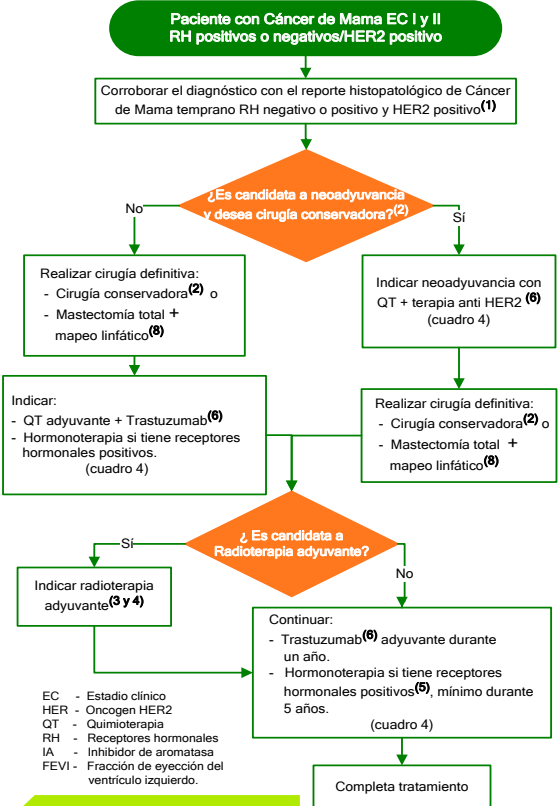 Paciente con Cáncer de Mama EC I y II
RH positivos o negativos/HER2 positivo
Corroborar el diagnóstico con el reporte histopatológico de Cáncer
de Mama temprano RH negativo o positivo y HER2 positivo(1)
¿Es candidata a neoadyuvancia
y desea cirugía conservadora?(2)
No
Sí
Realizar cirugía definitiva:
- Cirugía conservadora(2) o
- Mastectomía total +
mapeo linfático(8)
Indicar neoadyuvancia con
QT + terapia anti HER2 (6)
(cuadro 4)
Indicar:
- QT adyuvante + Trastuzumab(6)
- Hormonoterapia si tiene receptores
hormonales positivos.
(cuadro 4)
Realizar cirugía definitiva:
- Cirugía conservadora(2) o
- Mastectomía total +
mapeo linfático(8)
¿ Es candidata a
Radioterapia adyuvante?
Sí
No
Indicar radioterapia
adyuvante(3 y 4)
Continuar:
- Trastuzumab(6) adyuvante durante
un año.
- Hormonoterapia si tiene receptores
hormonales positivos(5), mínimo durante
5 años.
(cuadro 4)
EC - Estadio clínico
HER - Oncogen HER2
QT - Quimioterapia
RH - Receptores hormonales
IA - Inhibidor de aromatasa
FEVI - Fracción de eyección del
ventrículo izquierdo.
Completa tratamiento